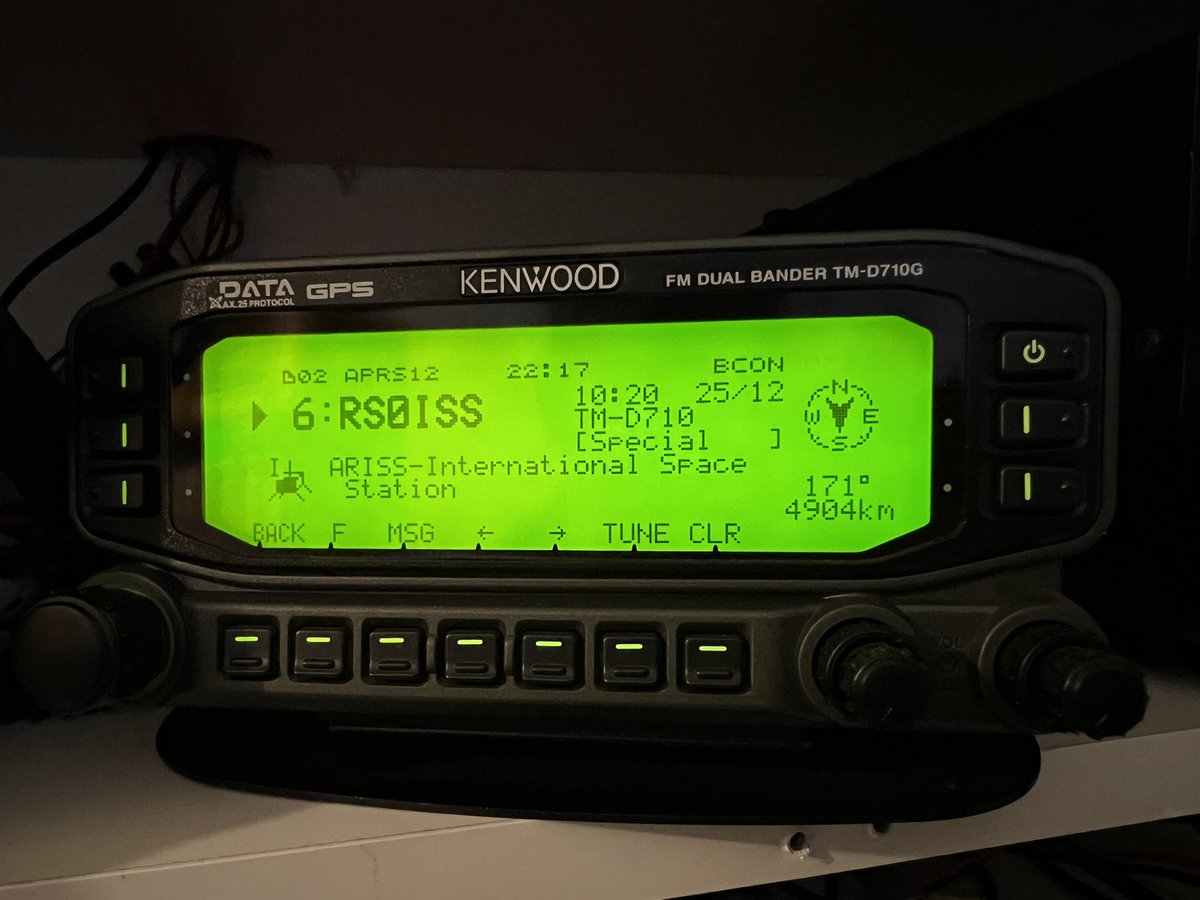 DATA GPS KENWOOD FM DUAL BANDER TM-D710G
AX.25 PROTOCOL
D02 APRS12 22:17 BCON
6:RS0ISS 10:20 25/12
TM-D710
[Special ]
ARISS-International Space
Station
N
W E
S
171°
4904km
BACK F MSG ← → TUNE CLR